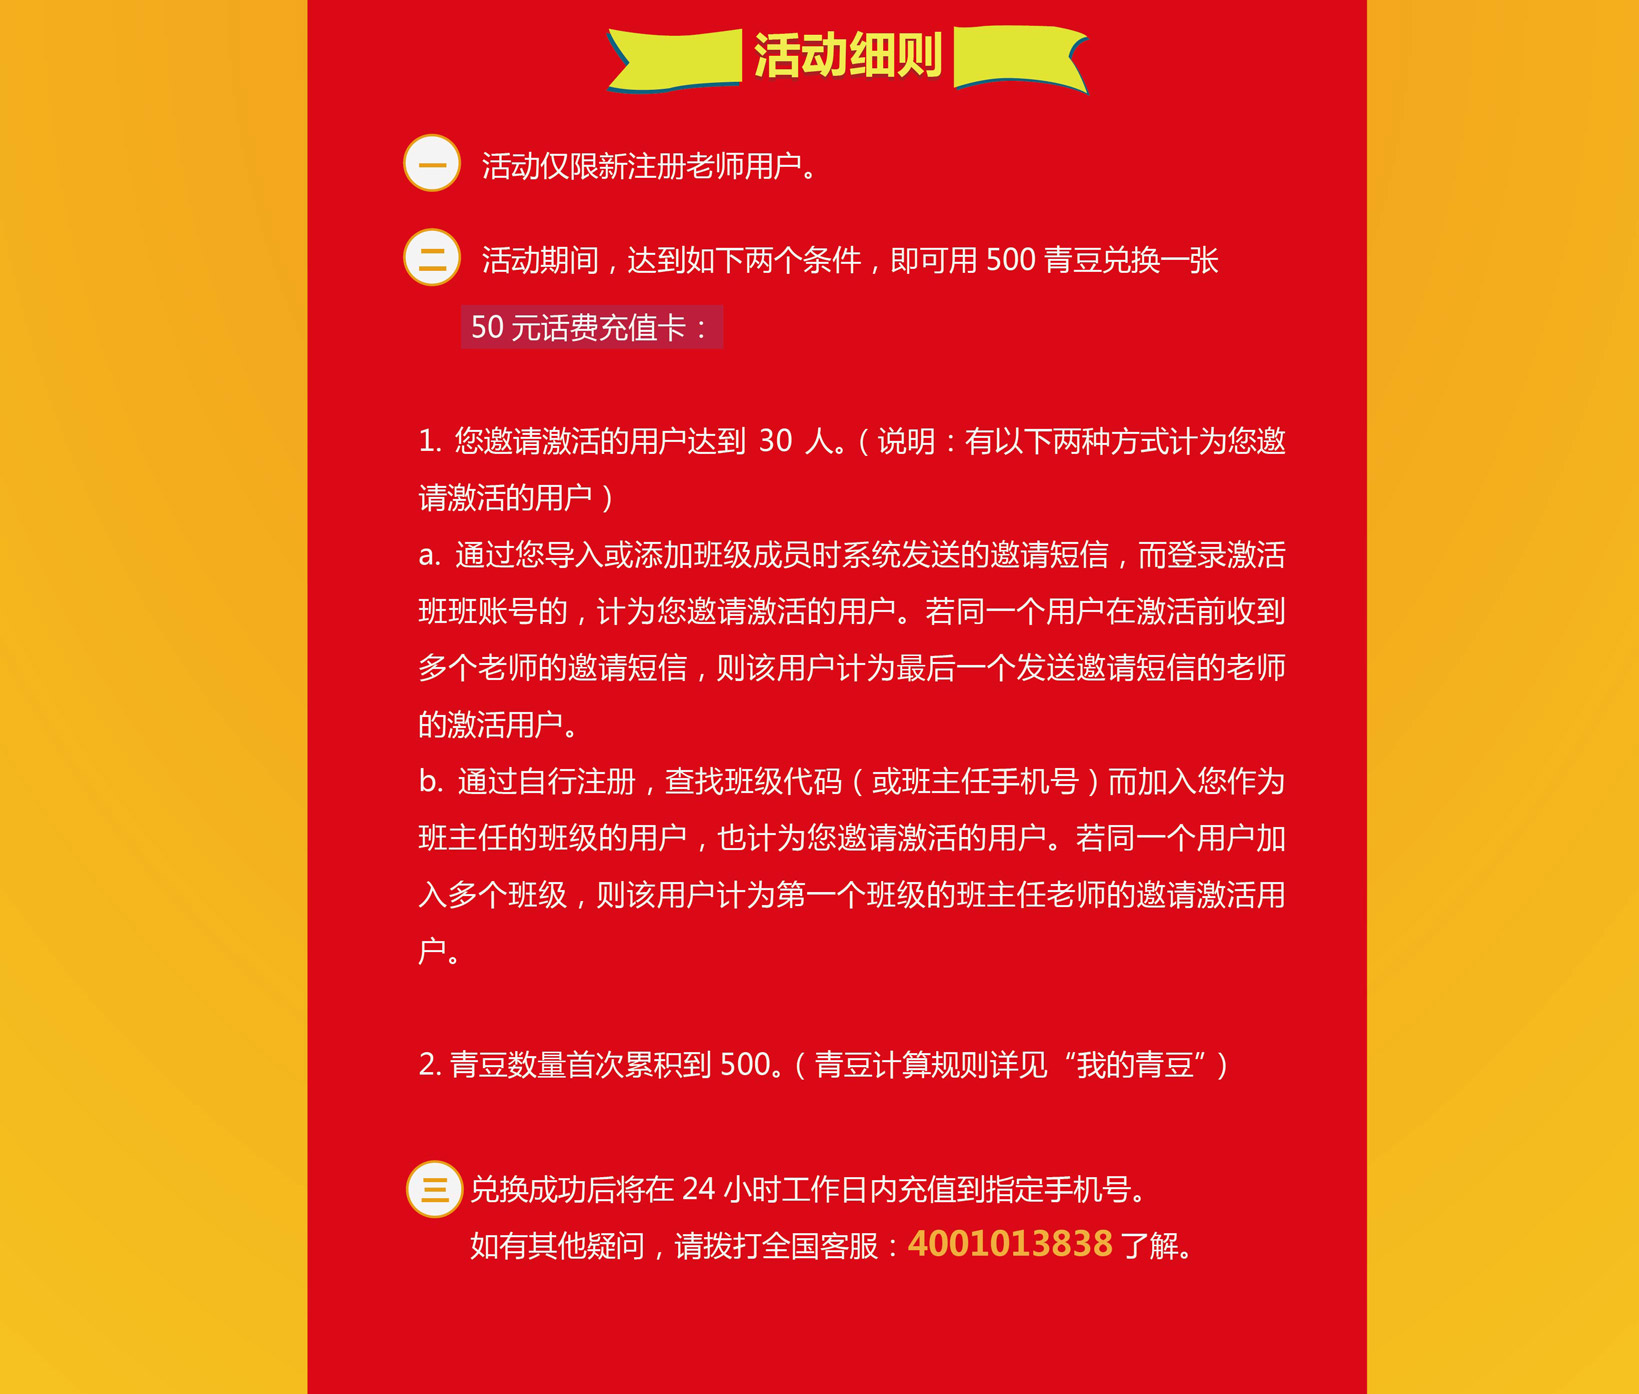 活动细则
一 活动仅限新注册老师用户。
二 活动期间，达到如下两个条件，即可用 500 青豆兑换一张
50 元话费充值卡：
1. 您邀请激活的用户达到 30 人。（说明：有以下两种方式计为您邀
请激活的用户）
a. 通过您导入或添加班级成员时系统发送的邀请短信，而登录激活
班班账号的，计为您邀请激活的用户。若同一个用户在激活前收到
多个老师的邀请短信，则该用户计为最后一个发送邀请短信的老师
的激活用户。
b. 通过自行注册，查找班级代码（或班主任手机号）而加入您作为
班主任的班级的用户，也计为您邀请激活的用户。若同一个用户加
入多个班级，则该用户计为第一个班级的班主任老师的邀请激活用
户。
2. 青豆数量首次累积到 500。（青豆计算规则详见“我的青豆”）
三 兑换成功后将在 24 小时工作日内充值到指定手机号。
如有其他疑问，请拨打全国客服：4001013838 了解。